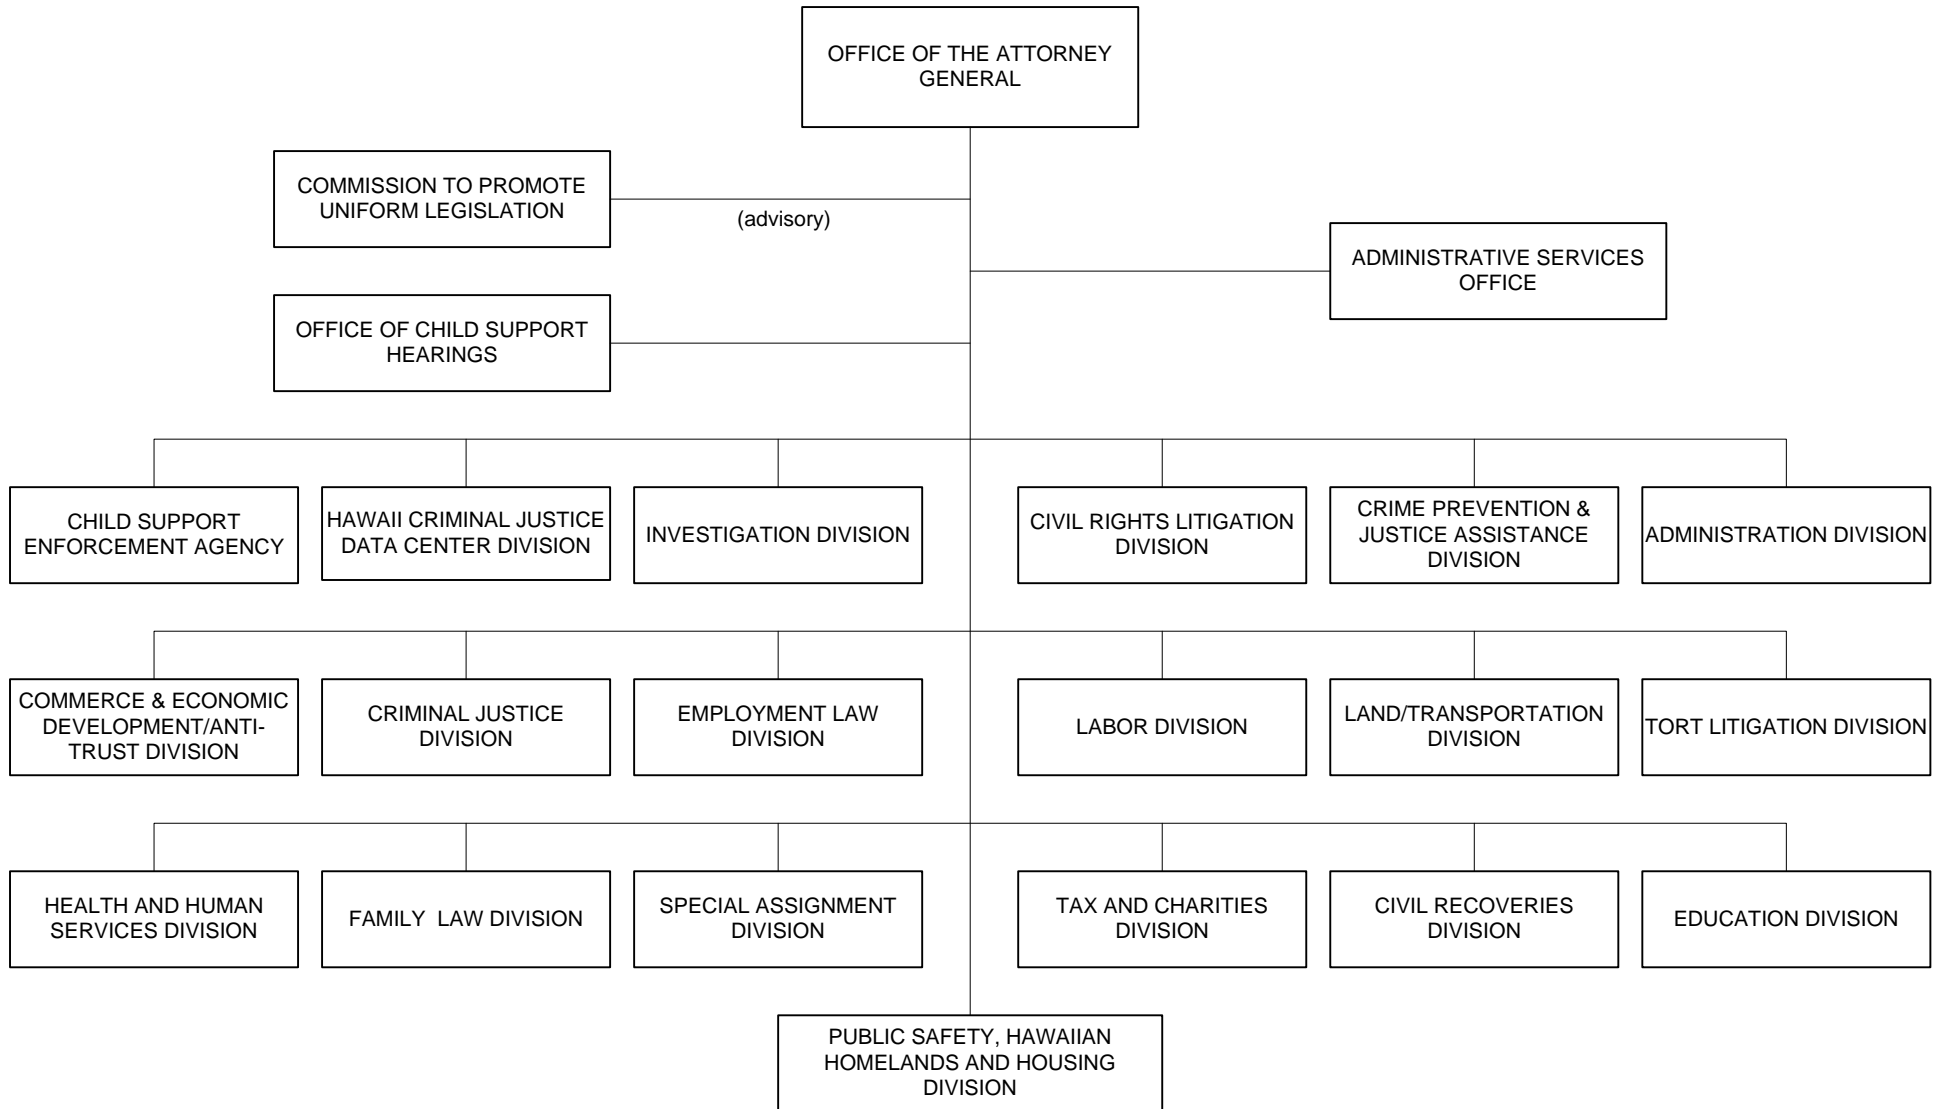 OFFICE OF THE ATTORNEY
GENERAL
COMMISSION TO PROMOTE
UNIFORM LEGISLATION
(advisory)
ADMINISTRATIVE SERVICES
OFFICE
OFFICE OF CHILD SUPPORT
HEARINGS
CHILD SUPPORT
ENFORCEMENT AGENCY
HAWAII CRIMINAL JUSTICE
DATA CENTER DIVISION
INVESTIGATION DIVISION
CIVIL RIGHTS LITIGATION
DIVISION
CRIME PREVENTION &
JUSTICE ASSISTANCE
DIVISION
ADMINISTRATION DIVISION
COMMERCE & ECONOMIC
DEVELOPMENT/ANTI-
TRUST DIVISION
CRIMINAL JUSTICE
DIVISION
EMPLOYMENT LAW
DIVISION
LABOR DIVISION
LAND/TRANSPORTATION
DIVISION
TORT LITIGATION DIVISION
HEALTH AND HUMAN
SERVICES DIVISION
FAMILY  LAW DIVISION
SPECIAL ASSIGNMENT
DIVISION
TAX AND CHARITIES
DIVISION
CIVIL RECOVERIES
DIVISION
EDUCATION DIVISION
PUBLIC SAFETY, HAWAIIAN
HOMELANDS AND HOUSING
DIVISION